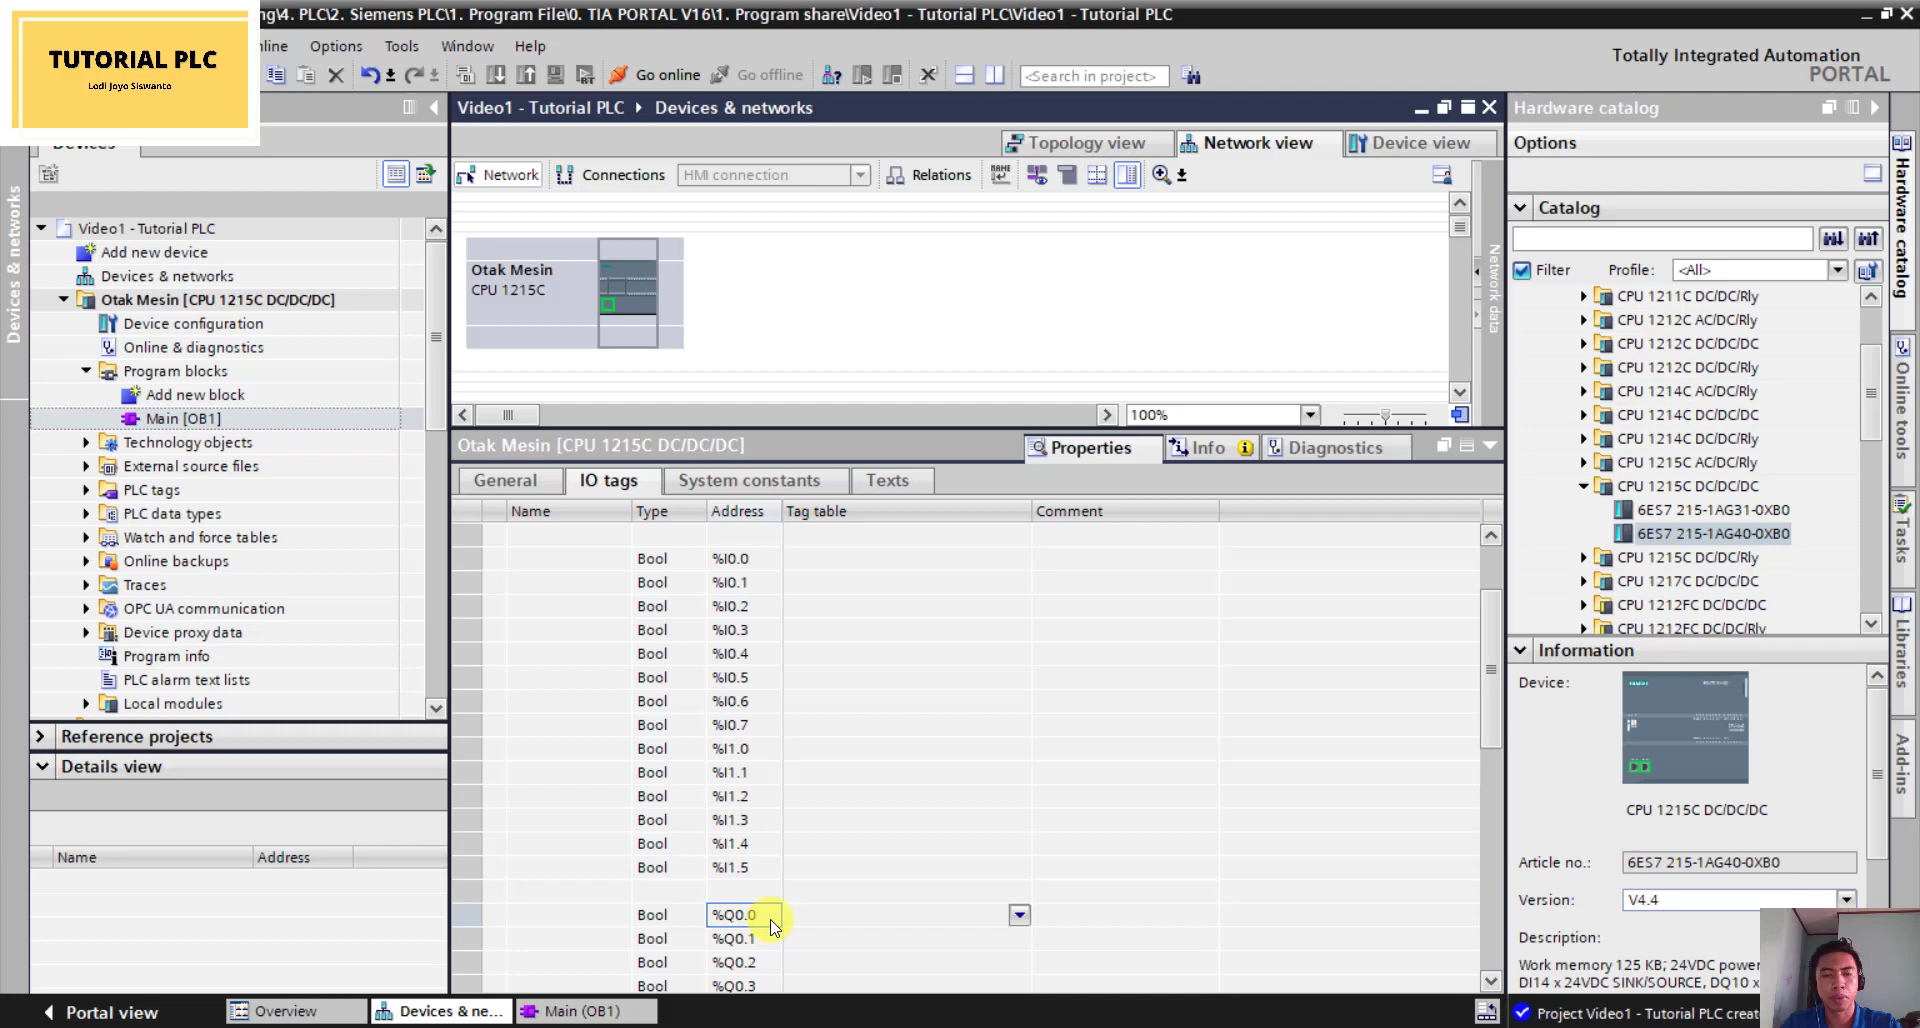 ng\4. PLC\2. Siemens PLC\1. Program File\0. TIA PORTAL V16\1. Program share\Video1 - Tutorial PLC\Video1 - Tutorial PLC
TUTORIAL PLC
Lodi Joyo Siswanto
nline Options Tools Window Help
Go online Go offline <Search in project>
Totally Integrated Automation
PORTAL
Video1 - Tutorial PLC Devices & networks
Hardware catalog
Devices
Topology view Network view Device view
Options
Network Connections HMI connection Relations
Catalog
Filter Profile: <All>
Devices & networks
Video1 - Tutorial PLC
Add new device
Devices & networks
Otak Mesin [CPU 1215C DC/DC/DC]
Device configuration
Online & diagnostics
Program blocks
Add new block
Main [OB1]
Technology objects
External source files
PLC tags
PLC data types
Watch and force tables
Online backups
Traces
OPC UA communication
Device proxy data
Program info
PLC alarm text lists
Local modules
Reference projects
Details view
Name Address
Otak Mesin
CPU 1215C
Network data
100%
Otak Mesin [CPU 1215C DC/DC/DC]
Properties Info Diagnostics
General IO tags System constants Texts
Name Type Address Tag table Comment
Bool %I0.0
Bool %I0.1
Bool %I0.2
Bool %I0.3
Bool %I0.4
Bool %I0.5
Bool %I0.6
Bool %I0.7
Bool %I1.0
Bool %I1.1
Bool %I1.2
Bool %I1.3
Bool %I1.4
Bool %I1.5
Bool %Q0.0
Bool %Q0.1
Bool %Q0.2
Bool %Q0.3
CPU 1211C DC/DC/Rly
CPU 1212C AC/DC/Rly
CPU 1212C DC/DC/DC
CPU 1212C DC/DC/Rly
CPU 1214C AC/DC/Rly
CPU 1214C DC/DC/DC
CPU 1214C DC/DC/Rly
CPU 1215C AC/DC/Rly
CPU 1215C DC/DC/DC
6ES7 215-1AG31-0XB0
6ES7 215-1AG40-0XB0
CPU 1215C DC/DC/Rly
CPU 1217C DC/DC/DC
CPU 1212FC DC/DC/DC
CPU 1212FC DC/DC/Rly
Information
Device:
CPU 1215C DC/DC/DC
Article no.: 6ES7 215-1AG40-0XB0
Version: V4.4
Description:
Work memory 125 KB; 24VDC power
DI14 x 24VDC SINK/SOURCE, DQ10 x
Hardware catalog
Online tools
Tasks
Libraries
Add-ins
Portal view Overview Devices & ne... Main (OB1)
Project Video1 - Tutorial PLC create